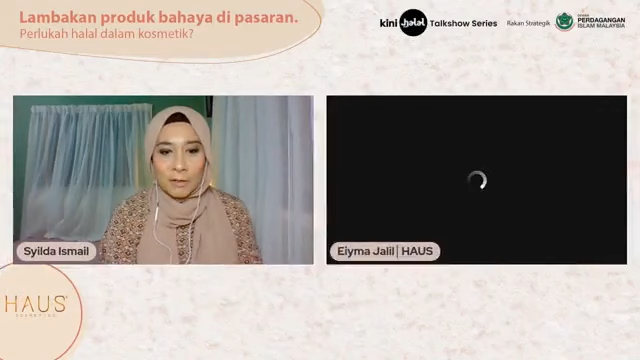 Lambakan produk bahaya di pasaran.
Perlukah halal dalam kosmetik?
kini halal Talkshow Series
Rakan Strategik
PERDAGANGAN
ISLAM MALAYSIA
Syilda Ismail
Eiyma Jalil | HAUS
HAUS